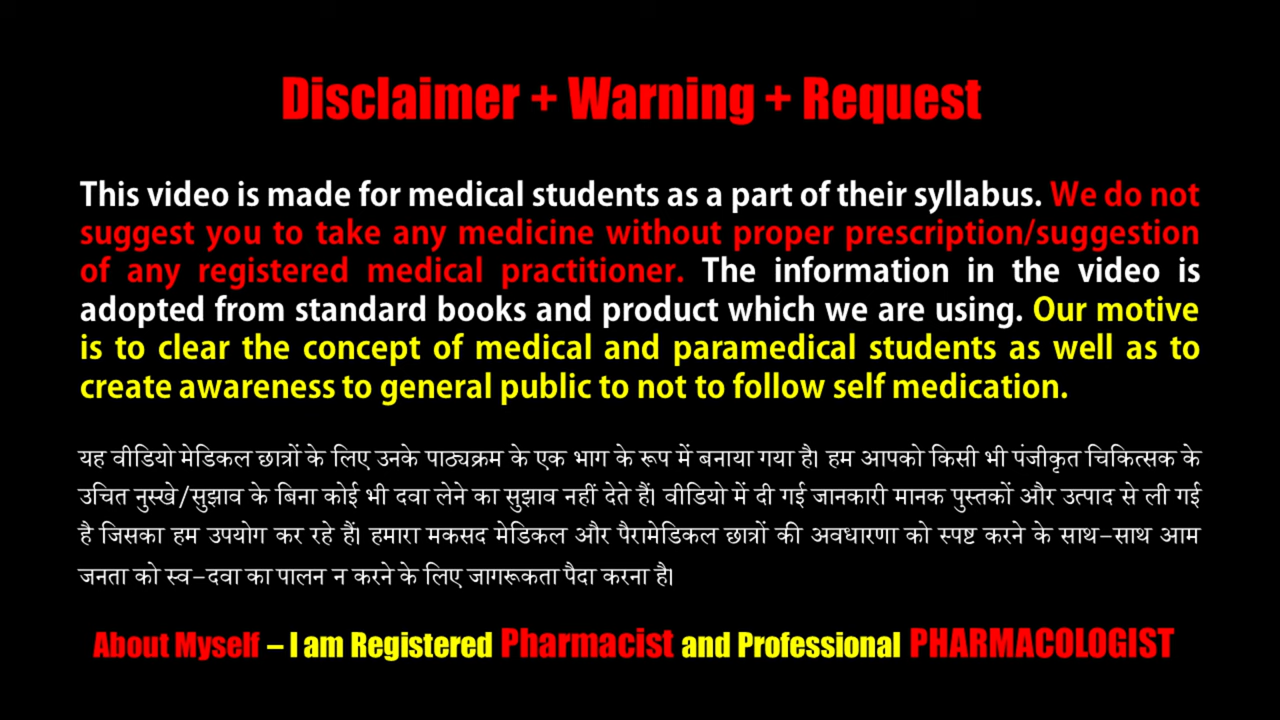 Disclaimer + Warning + Request
This video is made for medical students as a part of their syllabus. We do not
suggest you to take any medicine without proper prescription/suggestion
of any registered medical practitioner. The information in the video is
adopted from standard books and product which we are using. Our motive
is to clear the concept of medical and paramedical students as well as to
create awareness to general public to not to follow self medication.
यह वीडियो मेडिकल छात्रों के लिए उनके पाठ्यक्रम के एक भाग के रूप में बनाया गया है। हम आपको किसी भी पंजीकृत चिकित्सक के
उचित नुस्खे/सुझाव के बिना कोई भी दवा लेने का सुझाव नहीं देते हैं। वीडियो में दी गई जानकारी मानक पुस्तकों और उत्पाद से ली गई
है जिसका हम उपयोग कर रहे हैं। हमारा मकसद मेडिकल और पैरामेडिकल छात्रों की अवधारणा को स्पष्ट करने के साथ-साथ आम
जनता को स्व-दवा का पालन न करने के लिए जागरूकता पैदा करना है।
About Myself – I am Registered Pharmacist and Professional PHARMACOLOGIST